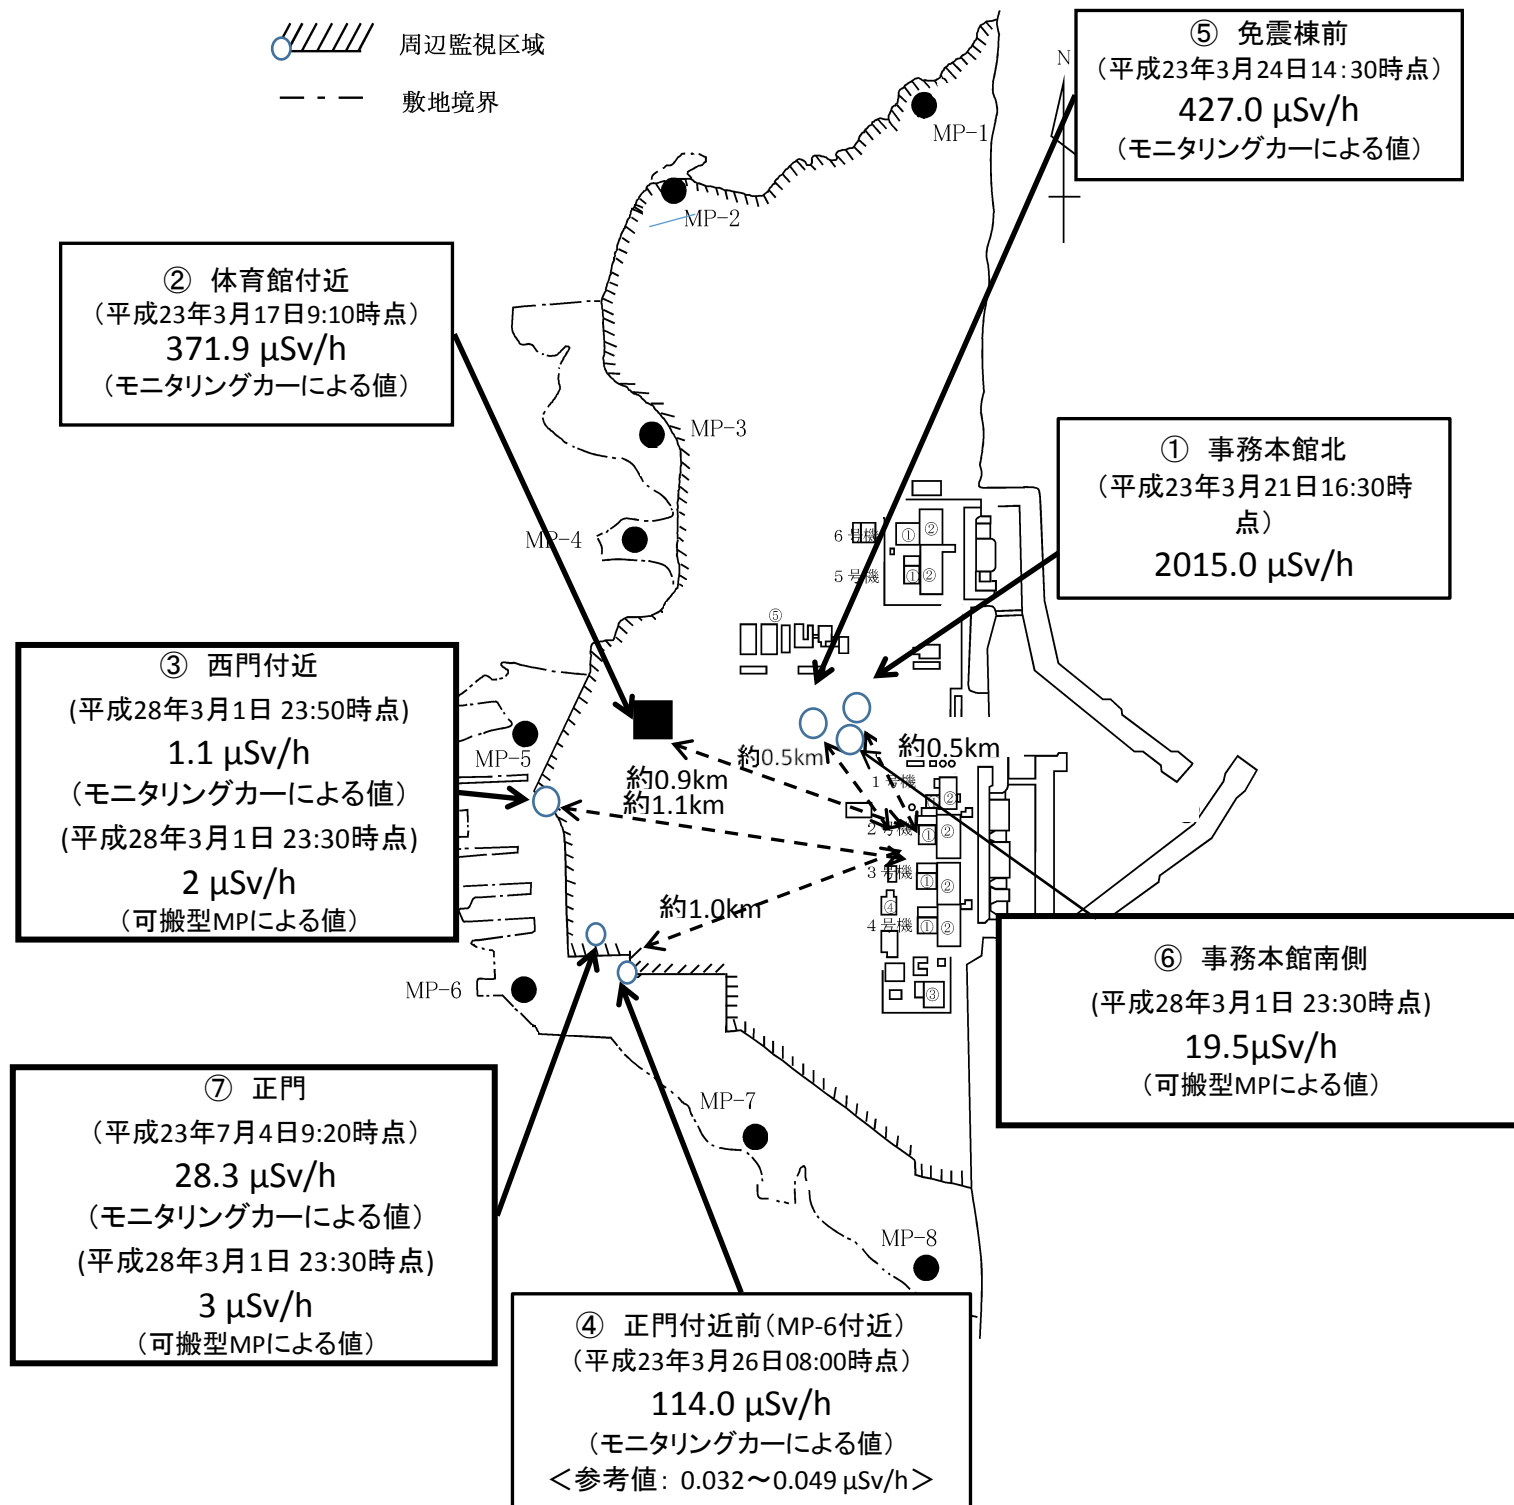 周辺監視区域
敷地境界
N
⑤ 免震棟前
（平成23年3月24日14：30時点）
427.0 μSv/h
（モニタリングカーによる値）
MP-1
MP-2
② 体育館付近
（平成23年3月17日9:10時点）
371.9 μSv/h
（モニタリングカーによる値）
MP-3
① 事務本館北
（平成23年3月21日16:30時
点）
2015.0 μSv/h
MP-4
6号機
①
②
5号機
①
②
⑤
③ 西門付近
(平成28年3月1日 23:50時点)
1.1 μSv/h
（モニタリングカーによる値）
(平成28年3月1日 23:30時点)
2 μSv/h
（可搬型MPによる値）
MP-5
約0.5km
約0.5km
約0.9km
約1.1km
1号機
①
②
2号機
①
②
3号機
①
②
④
4号機
①
②
③
約1.0km
MP-6
⑥ 事務本館南側
(平成28年3月1日 23:30時点)
19.5μSv/h
（可搬型MPによる値）
⑦ 正門
（平成23年7月4日9:20時点）
28.3 μSv/h
（モニタリングカーによる値）
(平成28年3月1日 23:30時点)
3 μSv/h
（可搬型MPによる値）
MP-7
MP-8
④ 正門付近前（MP-6付近）
（平成23年3月26日08:00時点）
114.0 μSv/h
（モニタリングカーによる値）
＜参考値： 0.032～0.049 μSv/h＞